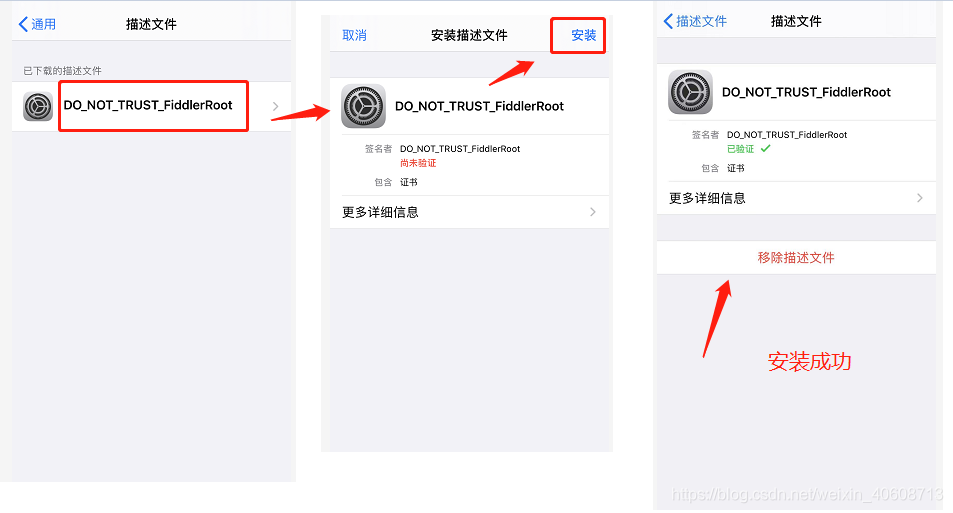 通用
描述文件
已下载的描述文件
DO_NOT_TRUST_FiddlerRoot
取消
安装描述文件
安装
DO_NOT_TRUST_FiddlerRoot
签名者 DO_NOT_TRUST_FiddlerRoot
尚未验证
包含 证书
更多详细信息
描述文件
描述文件
DO_NOT_TRUST_FiddlerRoot
签名者 DO_NOT_TRUST_FiddlerRoot
已验证
包含 证书
更多详细信息
移除描述文件
安装成功
https://blog.csdn.net/weixin_40608713